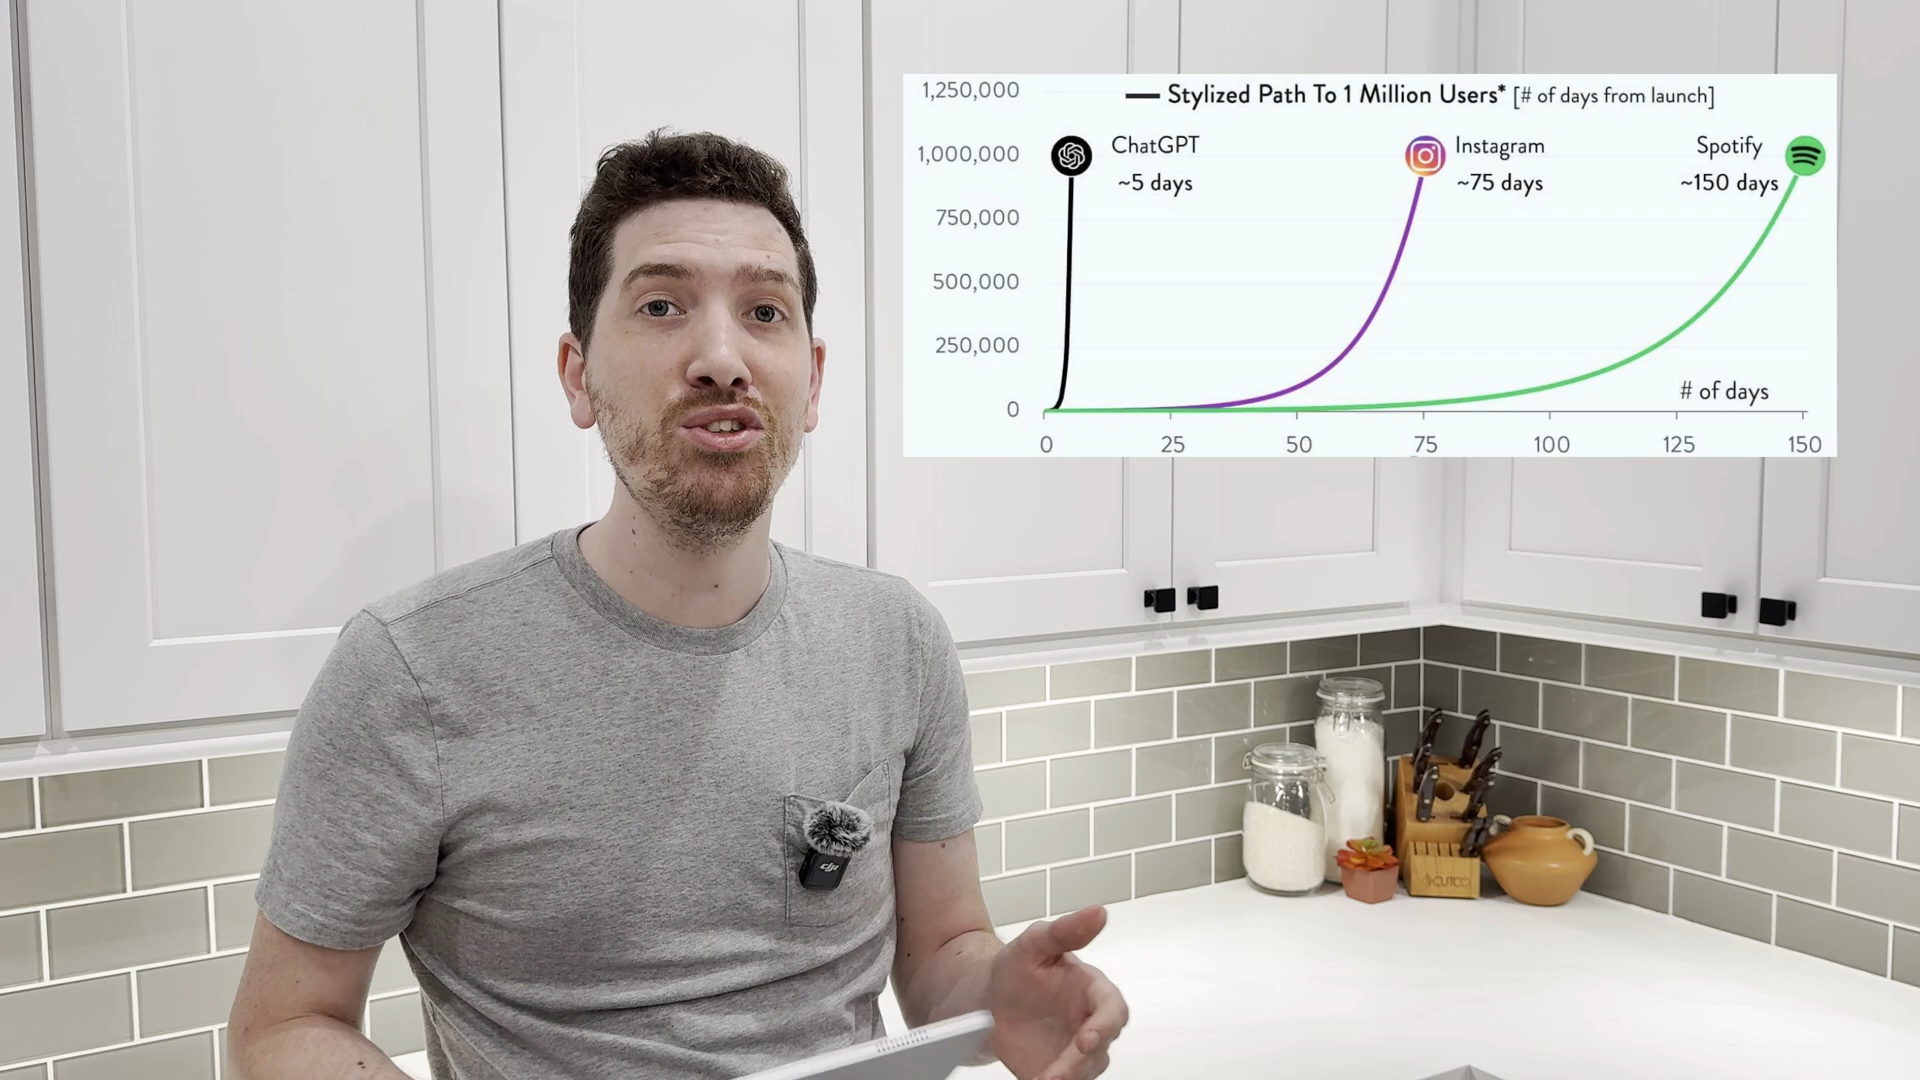 1,250,000
Stylized Path To 1 Million Users* [# of days from launch]
ChatGPT
~5 days
Instagram
~75 days
Spotify
~150 days
1,000,000
750,000
500,000
250,000
0
# of days
0 25 50 75 100 125 150
dji
CUTCO